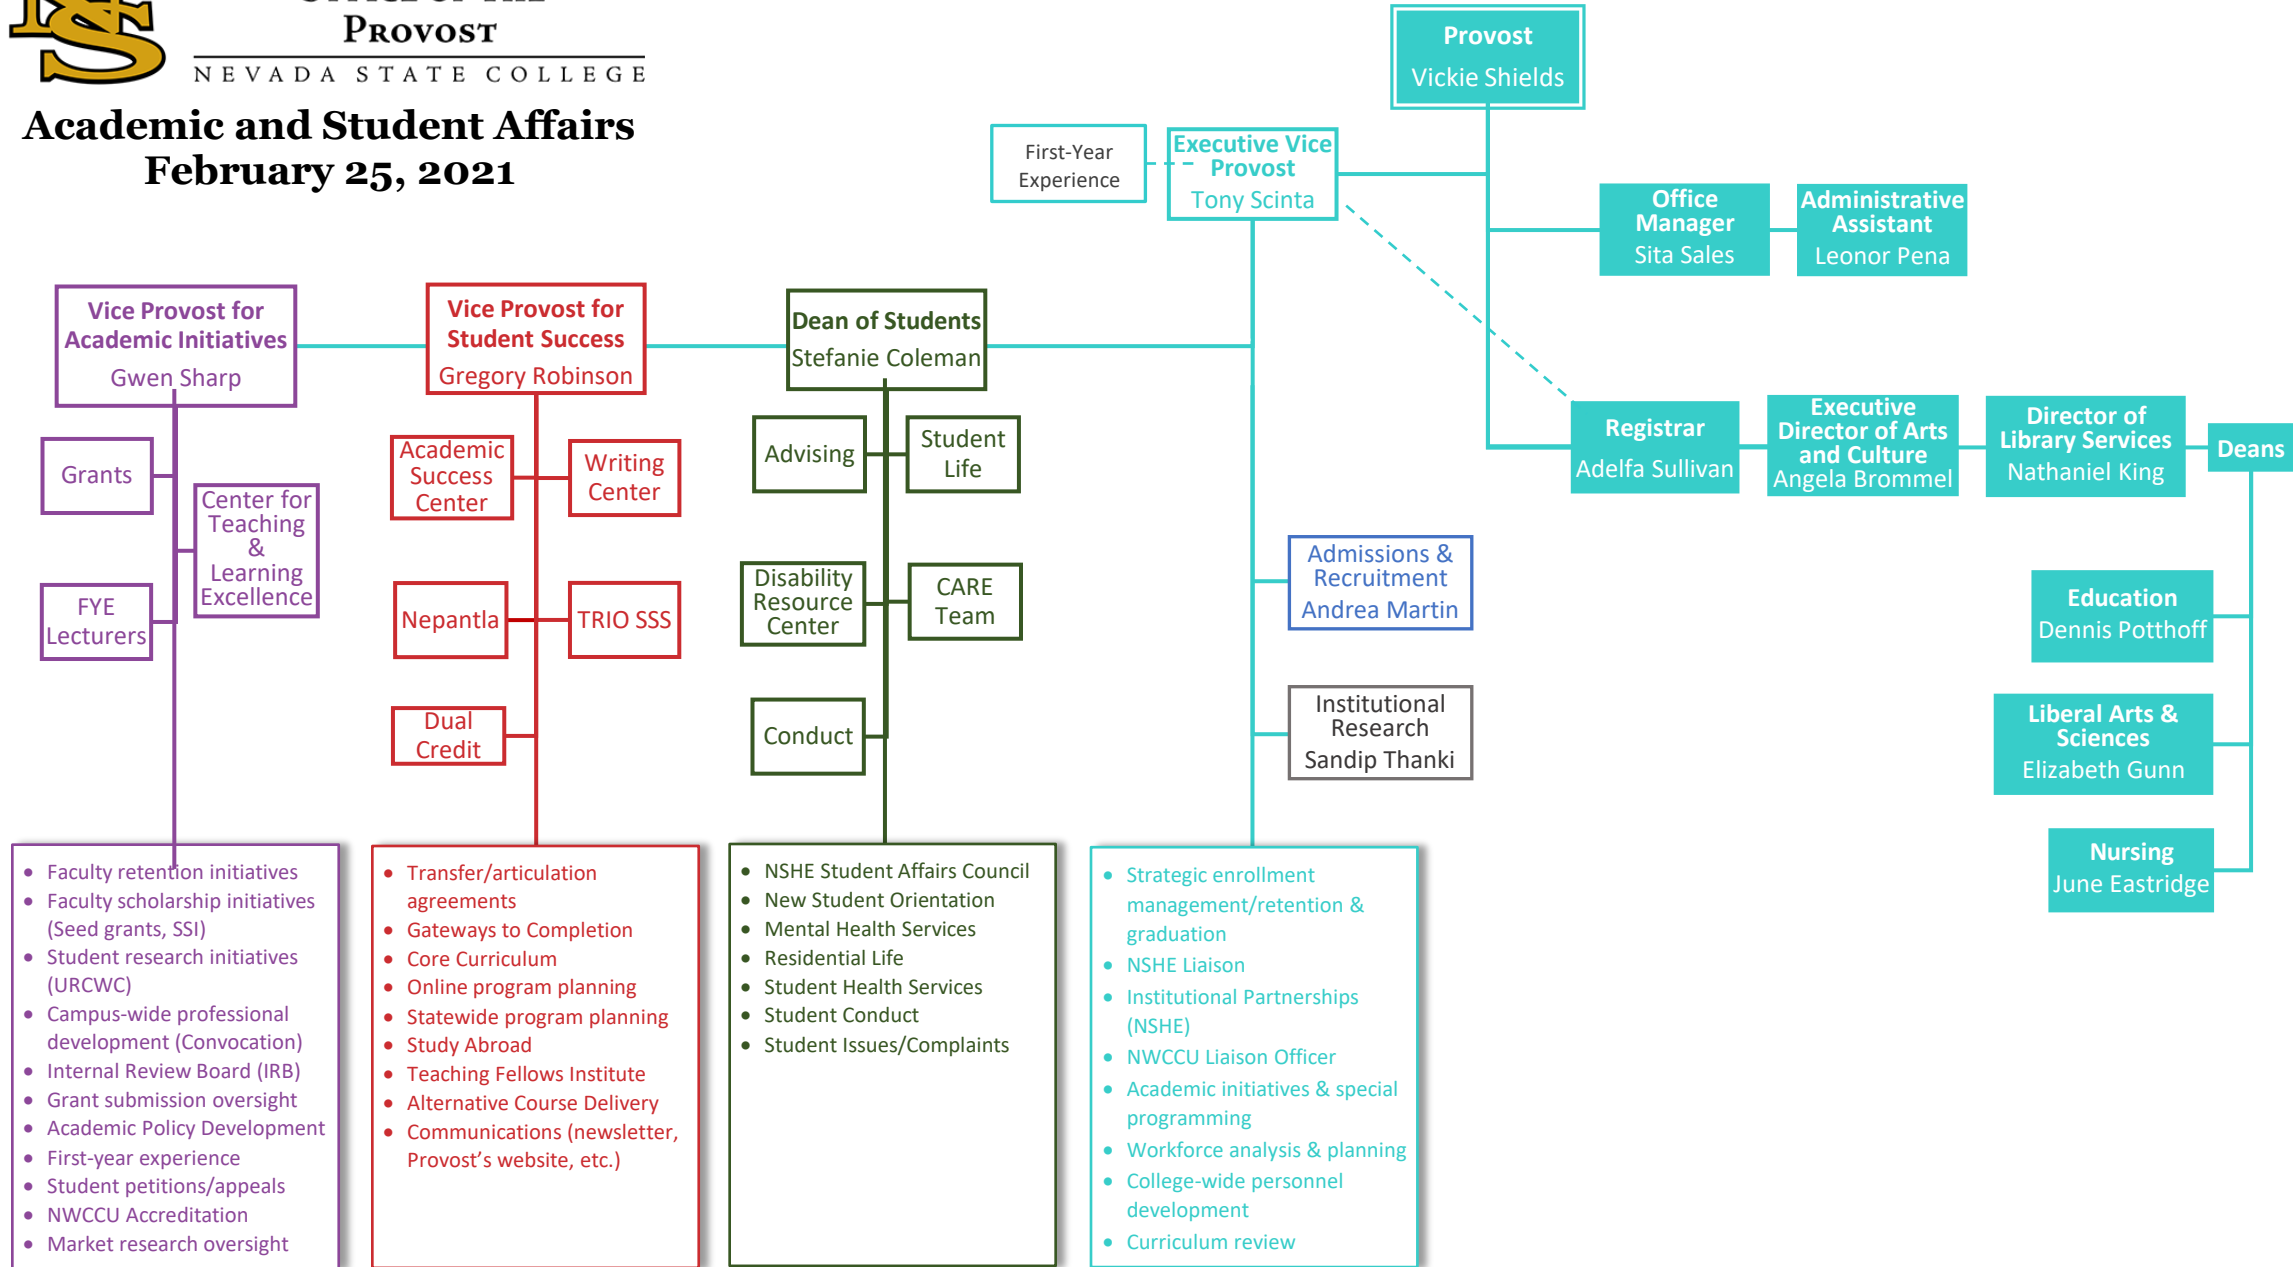 OFFICE OF THE
PROVOST
NEVADA STATE COLLEGE
Academic and Student Affairs
February 25, 2021
Provost
Vickie Shields
First-Year
Experience
Executive Vice
Provost
Tony Scinta
Office
Manager
Sita Sales
Administrative
Assistant
Leonor Pena
Vice Provost for
Academic Initiatives
Gwen Sharp
Vice Provost for
Student Success
Gregory Robinson
Dean of Students
Stefanie Coleman
Registrar
Adelfa Sullivan
Executive
Director of Arts
and Culture
Angela Brommel
Director of
Library Services
Nathaniel King
Deans
Grants
Center for
Teaching
&
Learning
Excellence
FYE
Lecturers
Academic
Success
Center
Writing
Center
Nepantla
TRIO SSS
Dual
Credit
Advising
Student
Life
Disability
Resource
Center
CARE
Team
Conduct
Admissions &
Recruitment
Andrea Martin
Institutional
Research
Sandip Thanki
Education
Dennis Potthoff
Liberal Arts &
Sciences
Elizabeth Gunn
Nursing
June Eastridge
• Faculty retention initiatives
• Faculty scholarship initiatives
(Seed grants, SSI)
• Student research initiatives
(URCWC)
• Campus-wide professional
development (Convocation)
• Internal Review Board (IRB)
• Grant submission oversight
• Academic Policy Development
• First-year experience
• Student petitions/appeals
• NWCCU Accreditation
• Market research oversight
• Transfer/articulation
agreements
• Gateways to Completion
• Core Curriculum
• Online program planning
• Statewide program planning
• Study Abroad
• Teaching Fellows Institute
• Alternative Course Delivery
• Communications (newsletter,
Provost's website, etc.)
• NSHE Student Affairs Council
• New Student Orientation
• Mental Health Services
• Residential Life
• Student Health Services
• Student Conduct
• Student Issues/Complaints
• Strategic enrollment
management/retention &
graduation
• NSHE Liaison
• Institutional Partnerships
(NSHE)
• NWCCU Liaison Officer
• Academic initiatives & special
programming
• Workforce analysis & planning
• College-wide personnel
development
• Curriculum review